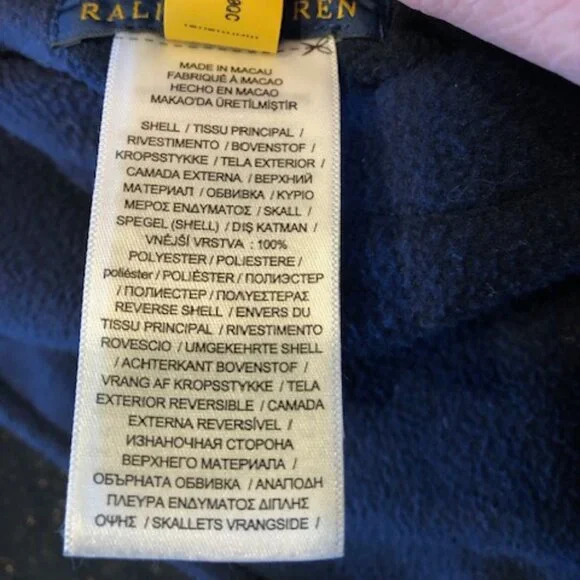 RAL REN
MADE IN MACAU
FABRIQUÉ À MACAO
HECHO EN MACAO
MAKAO'DA ÜRETİLMİŞTİR
SHELL / TISSU PRINCIPAL /
RIVESTIMENTO / BOVENSTOF /
KROPSSTYKKE / TELA EXTERIOR /
CAMADA EXTERNA / ВЕРХНИЙ
МАТЕРИАЛ / ОБВИВКА / ΚΥΡΙΟ
ΜΕΡΟΣ ΕΝΔΥΜΑΤΟΣ / SKALL /
SPEGEL (SHELL) / DIŞ KATMAN /
VNĚJŠÍ VRSTVA : 100%
POLYESTER / POLIESTERE /
poliéster / POLIÉSTER / ПОЛИЭСТЕР
/ ПОЛИЕСТЕР / ΠΟΛΥΕΣΤΕΡΑΣ
REVERSE SHELL / ENVERS DU
TISSU PRINCIPAL / RIVESTIMENTO
ROVESCIO / UMGEKEHRTE SHELL
/ ACHTERKANT BOVENSTOF /
VRANG AF KROPSSTYKKE / TELA
EXTERIOR REVERSIBLE / CAMADA
EXTERNA REVERSÍVEL /
ИЗНАНОЧНАЯ СТОРОНА
ВЕРХНЕГО МАТЕРИАЛА /
ОБЪРНАТА ОБВИВКА / ΑΝΑΠΟΔΗ
ΠΛΕΥΡΑ ΕΝΔΥΜΑΤΟΣ ΔΙΠΛΗΣ
ΟΨΗΣ / SKALLETS VRANGSIDE /